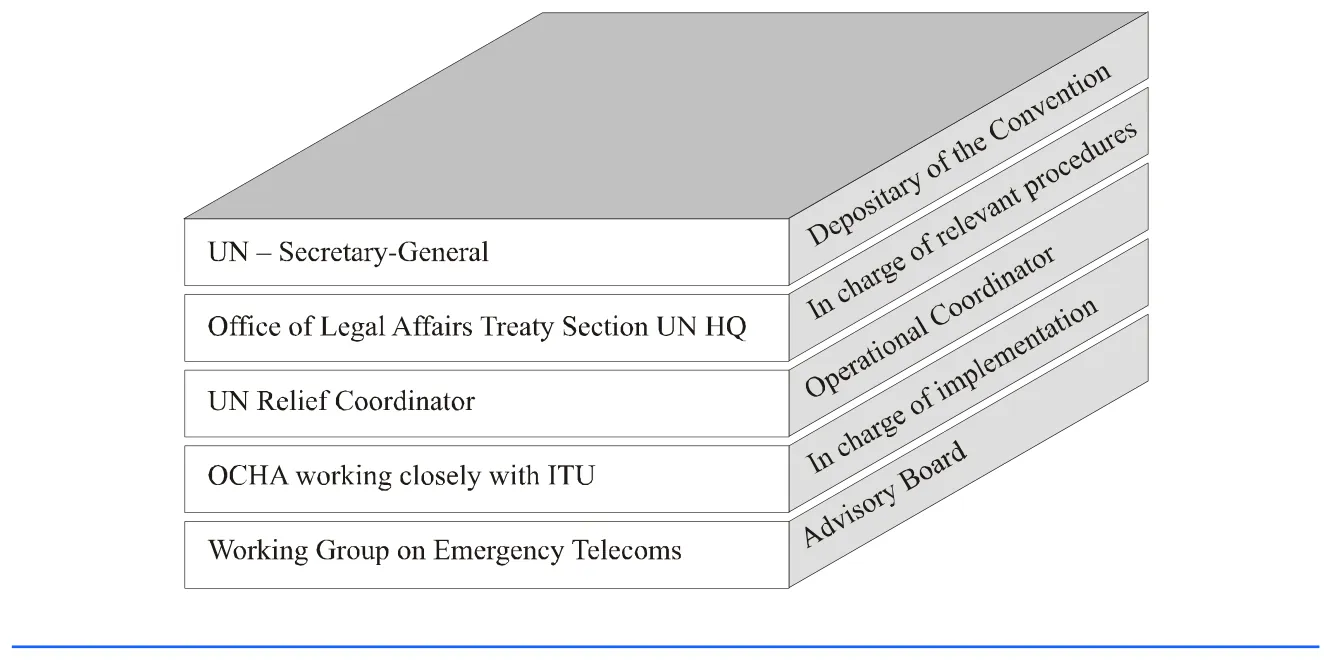 UN – Secretary-General
Depositary of the Convention
Office of Legal Affairs Treaty Section UN HQ
In charge of relevant procedures
UN Relief Coordinator
Operational Coordinator
OCHA working closely with ITU
In charge of implementation
Working Group on Emergency Telecoms
Advisory Board